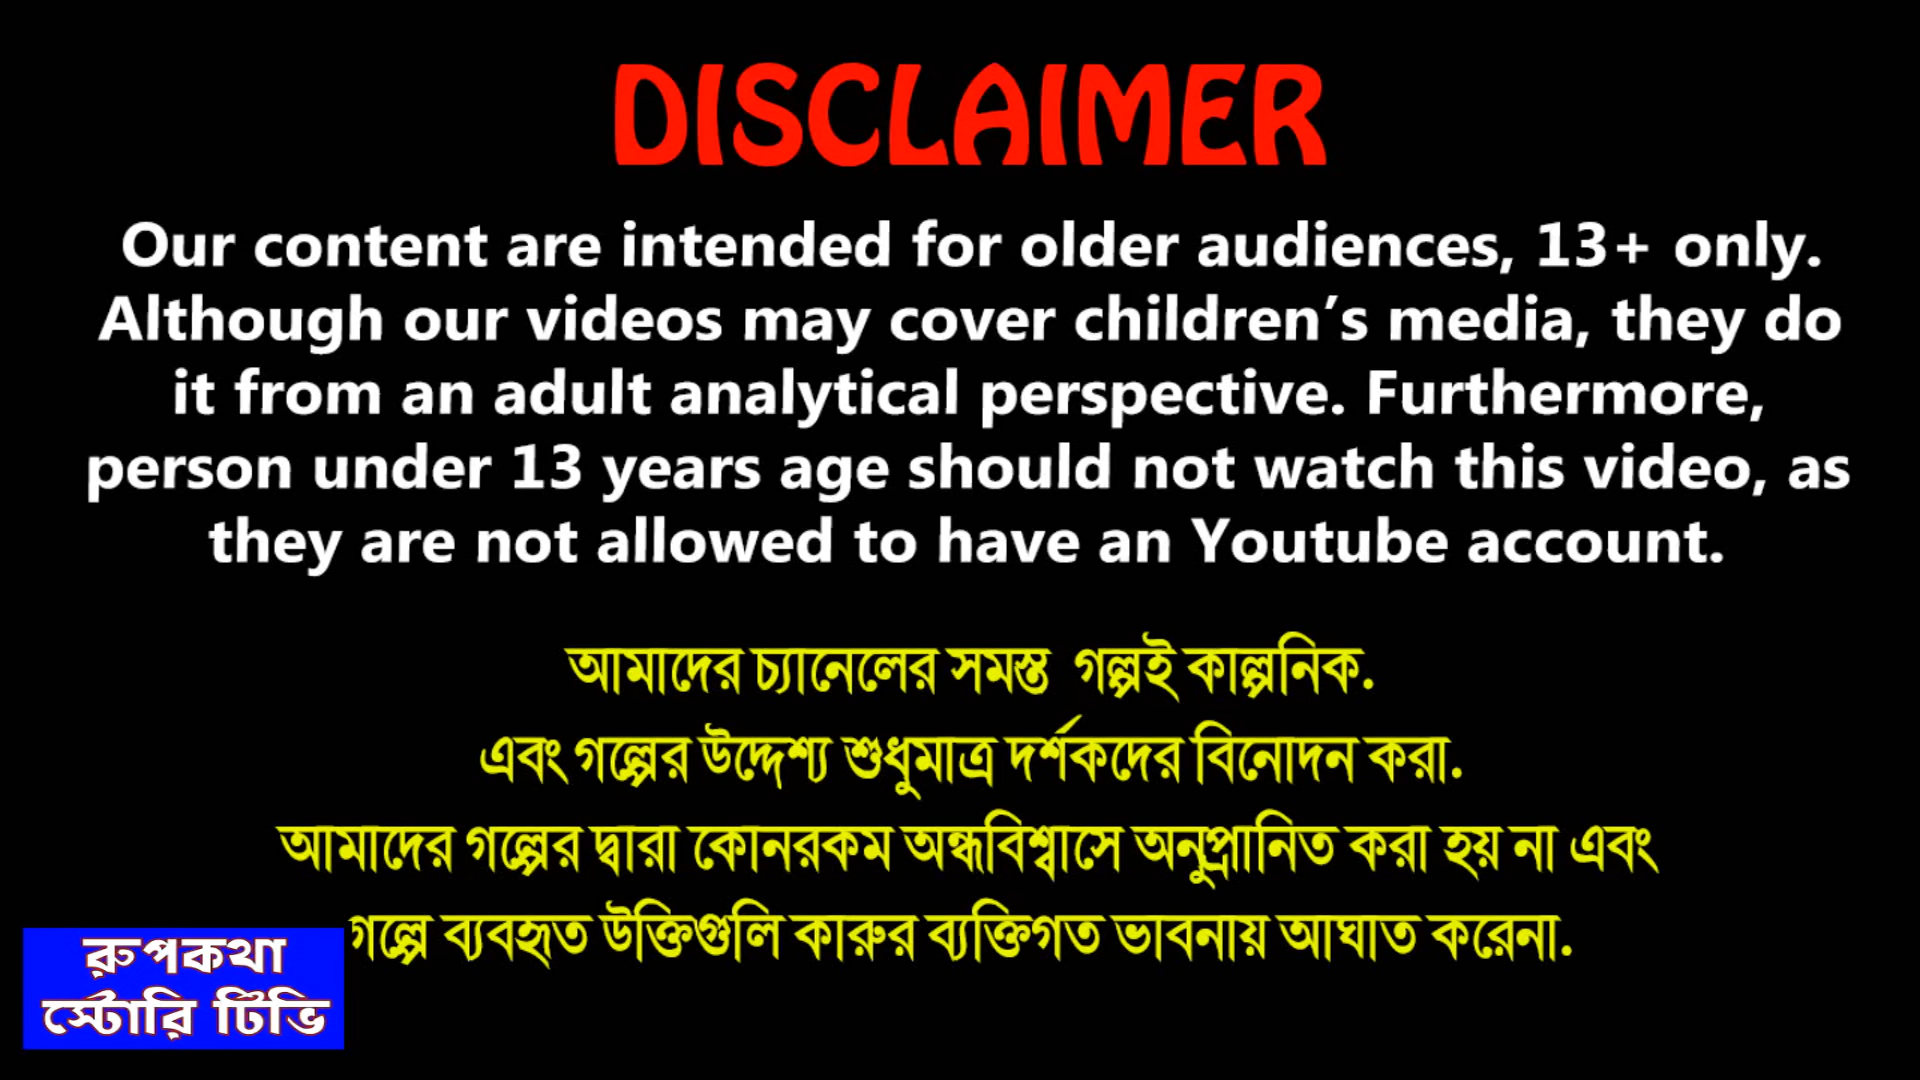 DISCLAIMER
Our content are intended for older audiences, 13+ only.
Although our videos may cover children’s media, they do
it from an adult analytical perspective. Furthermore,
person under 13 years age should not watch this video, as
they are not allowed to have an Youtube account.
আমাদের চ্যানেলের সমস্ত গল্পই কাল্পনিক.
এবং গল্পের উদ্দেশ্য শুধুমাত্র দর্শকদের বিনোদন করা.
আমাদের গল্পের দ্বারা কোনরকম অন্ধবিশ্বাসে অনুপ্রানিত করা হয় না এবং
গল্পে ব্যবহৃত উক্তিগুলি কারুর ব্যক্তিগত ভাবনায় আঘাত করেনা.
রুপকথা
স্টোরি টিভি